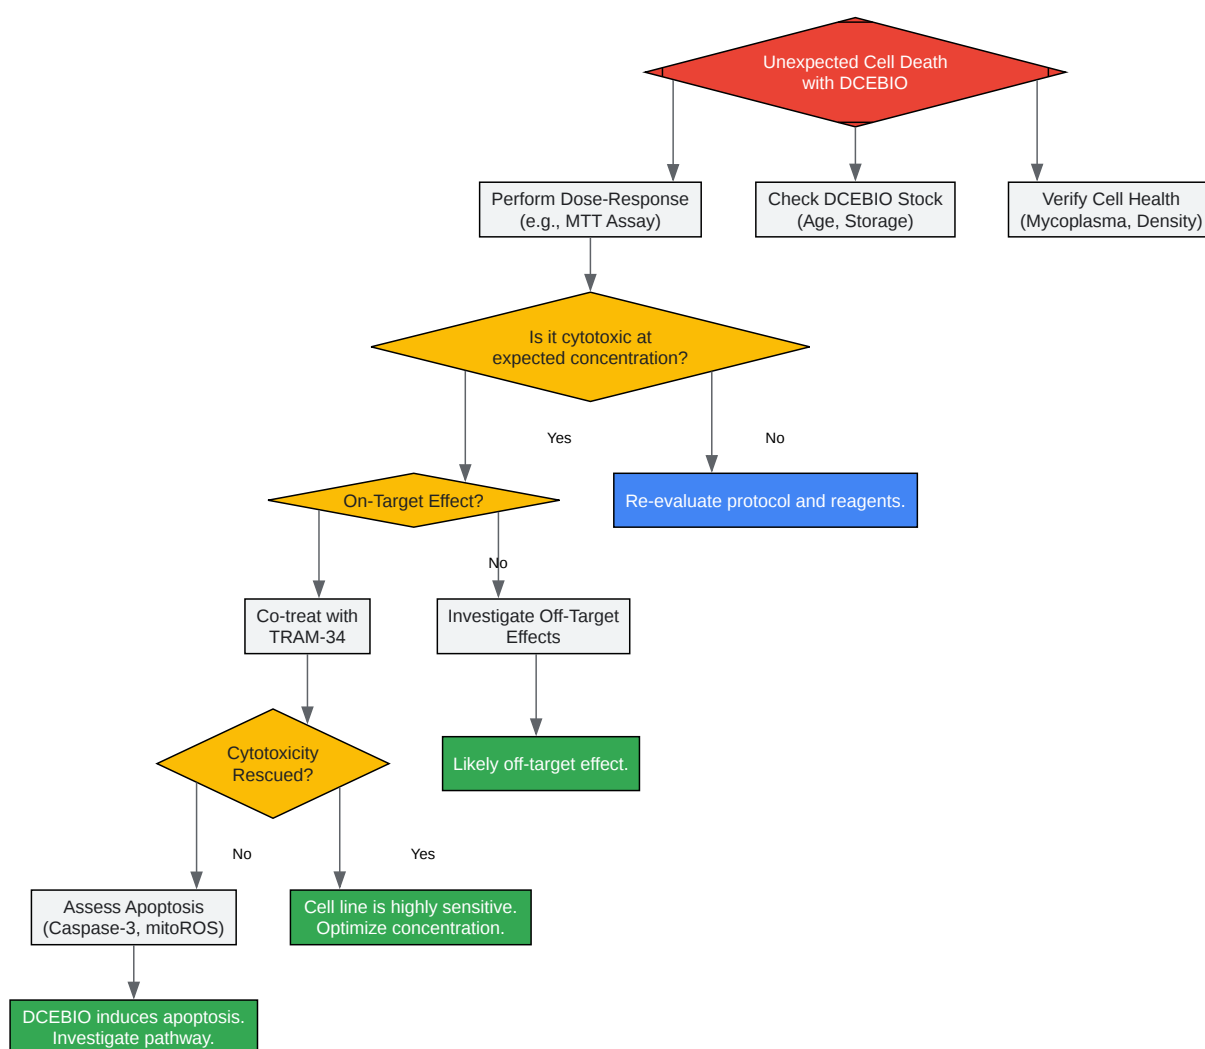 Unexpected Cell Death
with DCEBIO
Perform Dose-Response
(e.g., MTT Assay)
Check DCEBIO Stock
(Age, Storage)
Verify Cell Health
(Mycoplasma, Density)
Is it cytotoxic at
expected concentration?
Yes
No
On-Target Effect?
Re-evaluate protocol and reagents.
No
Co-treat with
TRAM-34
Investigate Off-Target
Effects
Cytotoxicity
Rescued?
Likely off-target effect.
No
Yes
Assess Apoptosis
(Caspase-3, mitoROS)
Cell line is highly sensitive.
Optimize concentration.
DCEBIO induces apoptosis.
Investigate pathway.